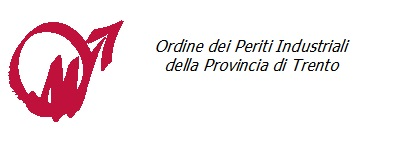 Ordine dei Periti Industriali
della Provincia di Trento